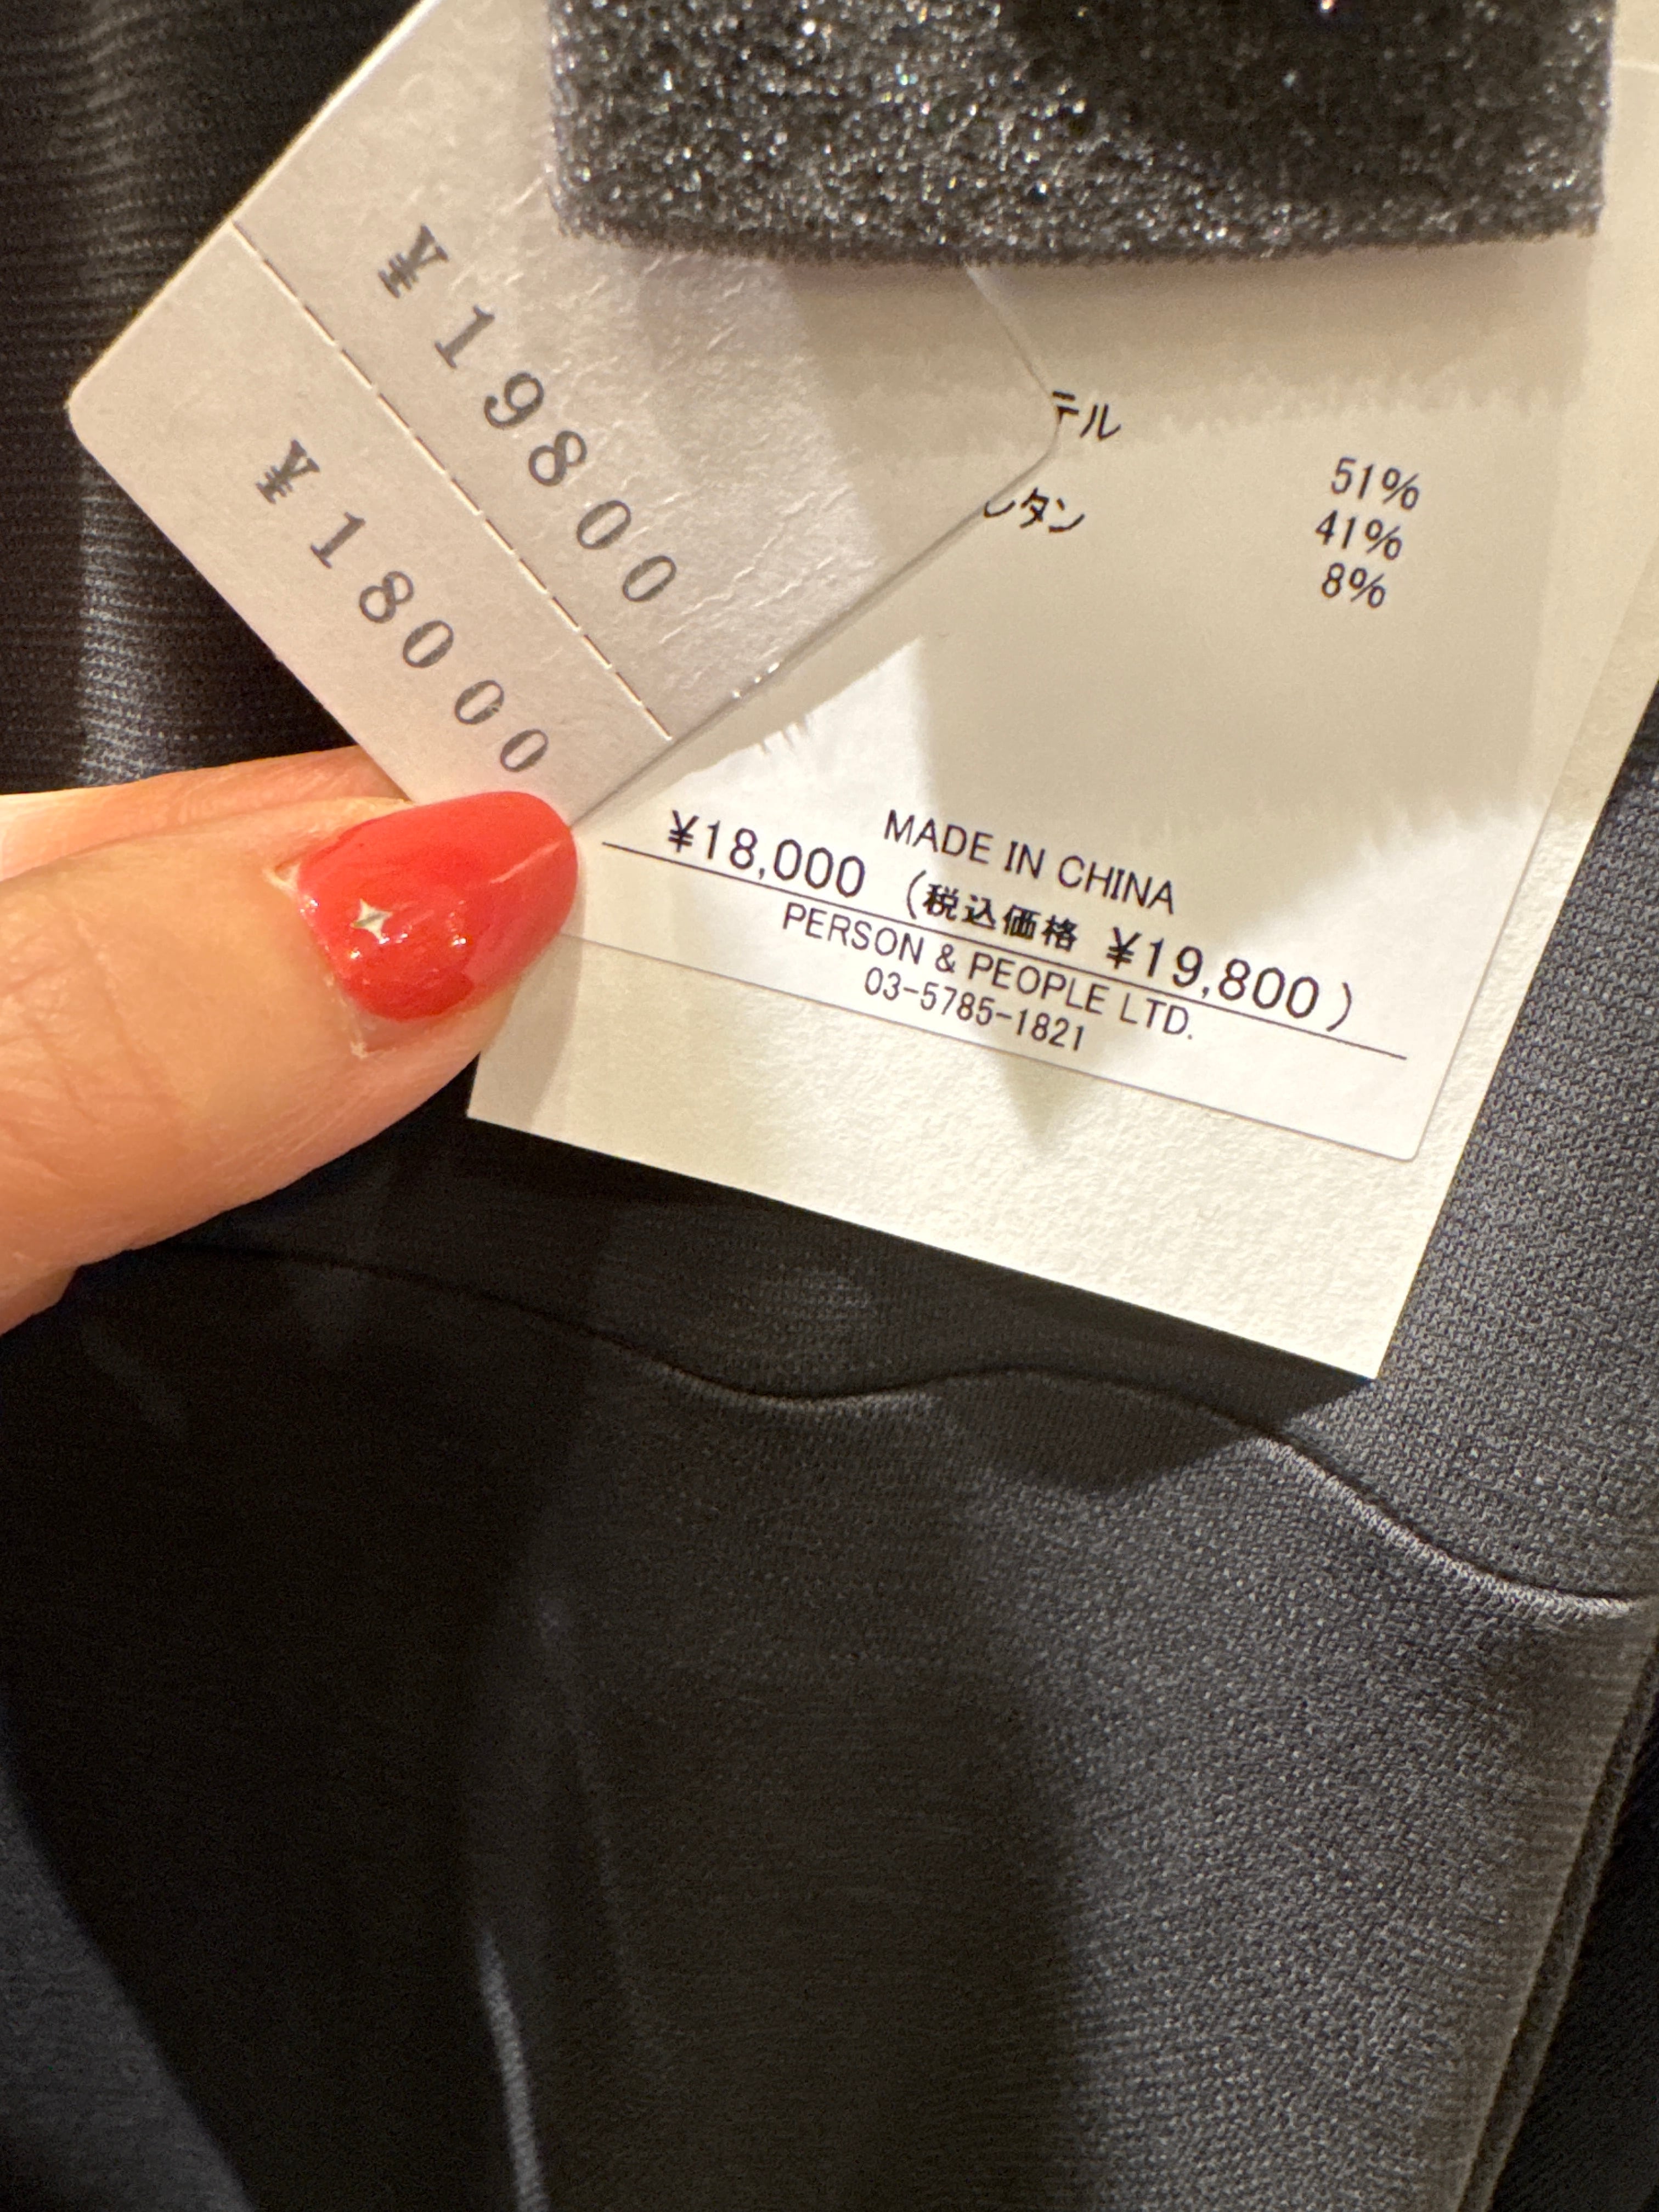 ¥19800
¥18000
テル
タン
51%
41%
8%
MADE IN CHINA
¥18,000 (税込価格 ¥19,800)
PERSON & PEOPLE LTD.
03-5785-1821